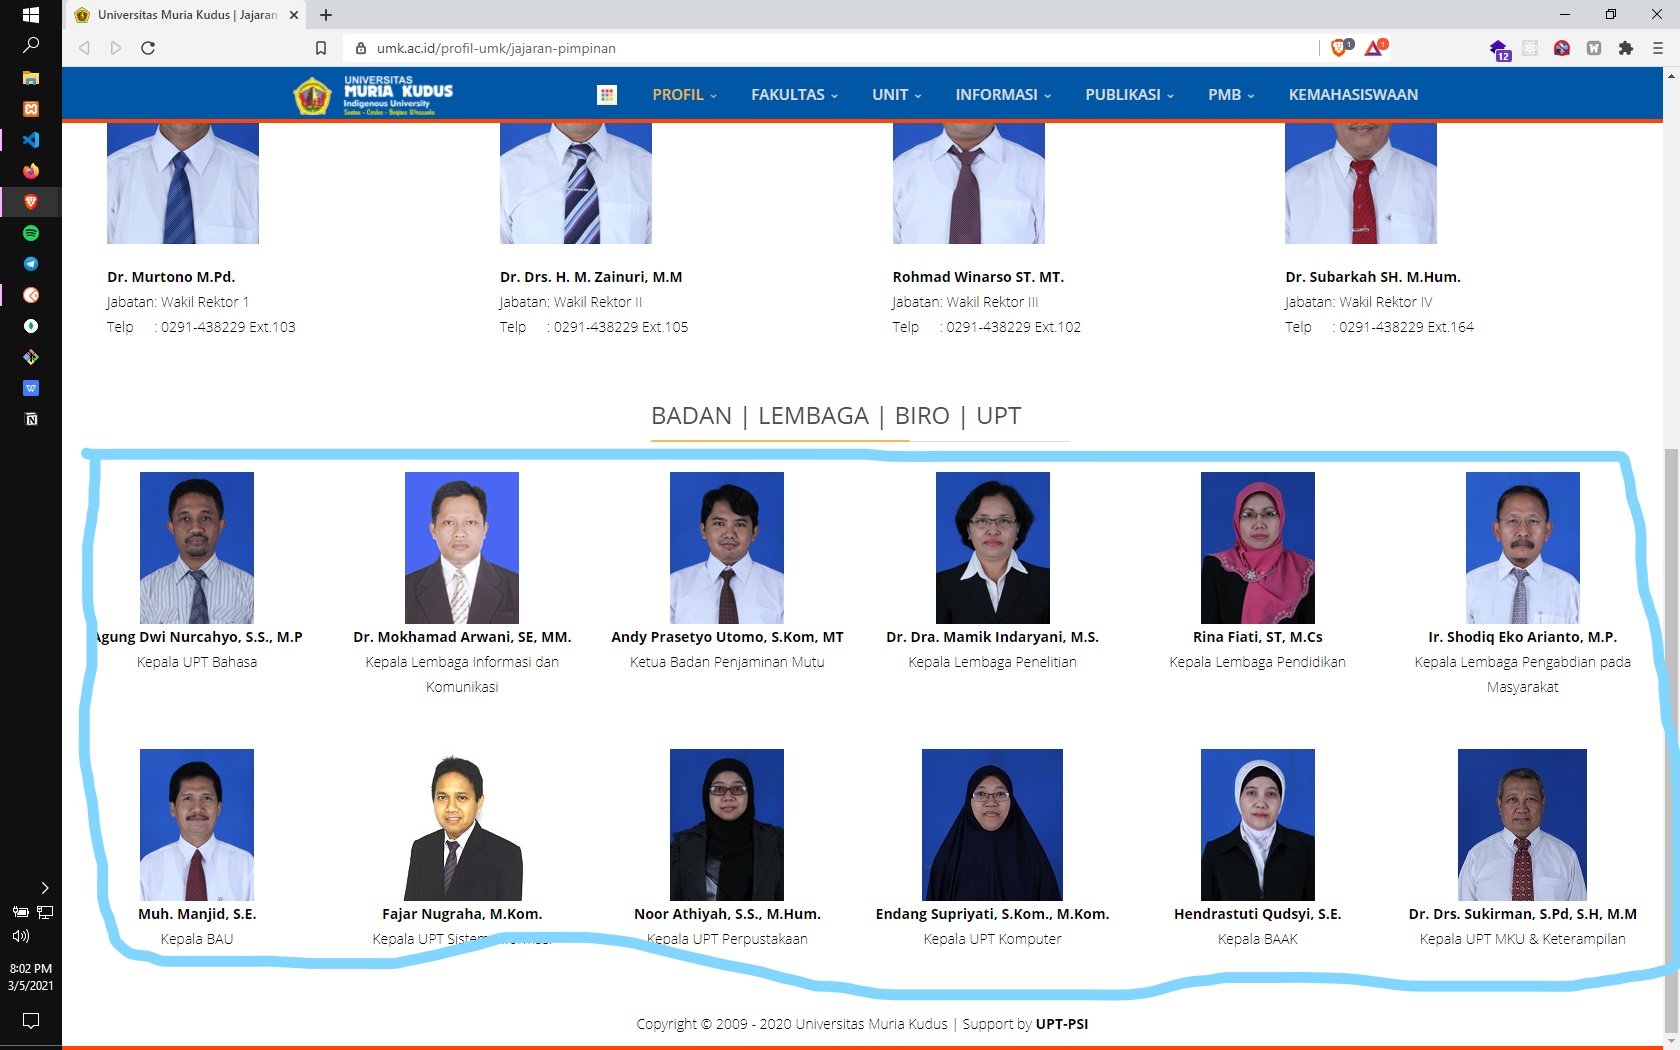 Universitas Muria Kudus | Jajaran
umk.ac.id/profil-umk/jajaran-pimpinan
1
1
12
UNIVERSITAS
MURIA KUDUS
Indigenous University
PROFIL FAKULTAS UNIT INFORMASI PUBLIKASI PMB KEMAHASISWAAN
Dr. Murtono M.Pd.
Jabatan: Wakil Rektor 1
Telp : 0291-438229 Ext.103
Dr. Drs. H. M. Zainuri, M.M
Jabatan: Wakil Rektor II
Telp : 0291-438229 Ext.105
Rohmad Winarso ST. MT.
Jabatan: Wakil Rektor III
Telp : 0291-438229 Ext.102
Dr. Subarkah SH. M.Hum.
Jabatan: Wakil Rektor IV
Telp : 0291-438229 Ext.164
BADAN | LEMBAGA | BIRO | UPT
Agung Dwi Nurcahyo, S.S., M.P
Kepala UPT Bahasa
Dr. Mokhamad Arwani, SE, MM.
Kepala Lembaga Informasi dan
Komunikasi
Andy Prasetyo Utomo, S.Kom, MT
Ketua Badan Penjaminan Mutu
Dr. Dra. Mamik Indaryani, M.S.
Kepala Lembaga Penelitian
Rina Fiati, ST, M.Cs
Kepala Lembaga Pendidikan
Ir. Shodiq Eko Arianto, M.P.
Kepala Lembaga Pengabdian pada
Masyarakat
Muh. Manjid, S.E.
Kepala BAU
Fajar Nugraha, M.Kom.
Kepala UPT Sistem Informasi
Noor Athiyah, S.S., M.Hum.
Kepala UPT Perpustakaan
Endang Supriyati, S.Kom., M.Kom.
Kepala UPT Komputer
Hendrastuti Qudsyi, S.E.
Kepala BAAK
Dr. Drs. Sukirman, S.Pd, S.H, M.M
Kepala UPT MKU & Keterampilan
Copyright © 2009 - 2020 Universitas Muria Kudus | Support by UPT-PSI
8:02 PM
3/5/2021